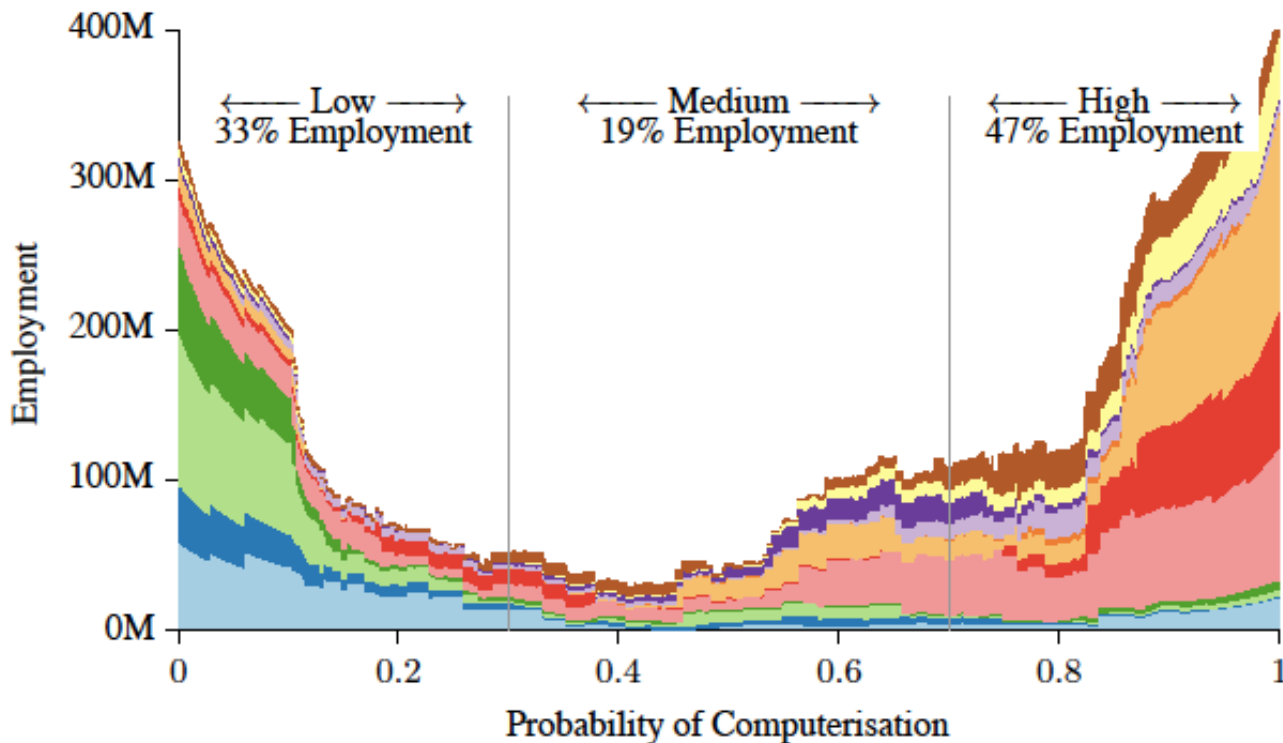 400M
←— Low —→ ←— Medium —→ ←— High —→
33% Employment 19% Employment 47% Employment
300M
200M
100M
0M
Employment
0 0.2 0.4 0.6 0.8 1
Probability of Computerisation